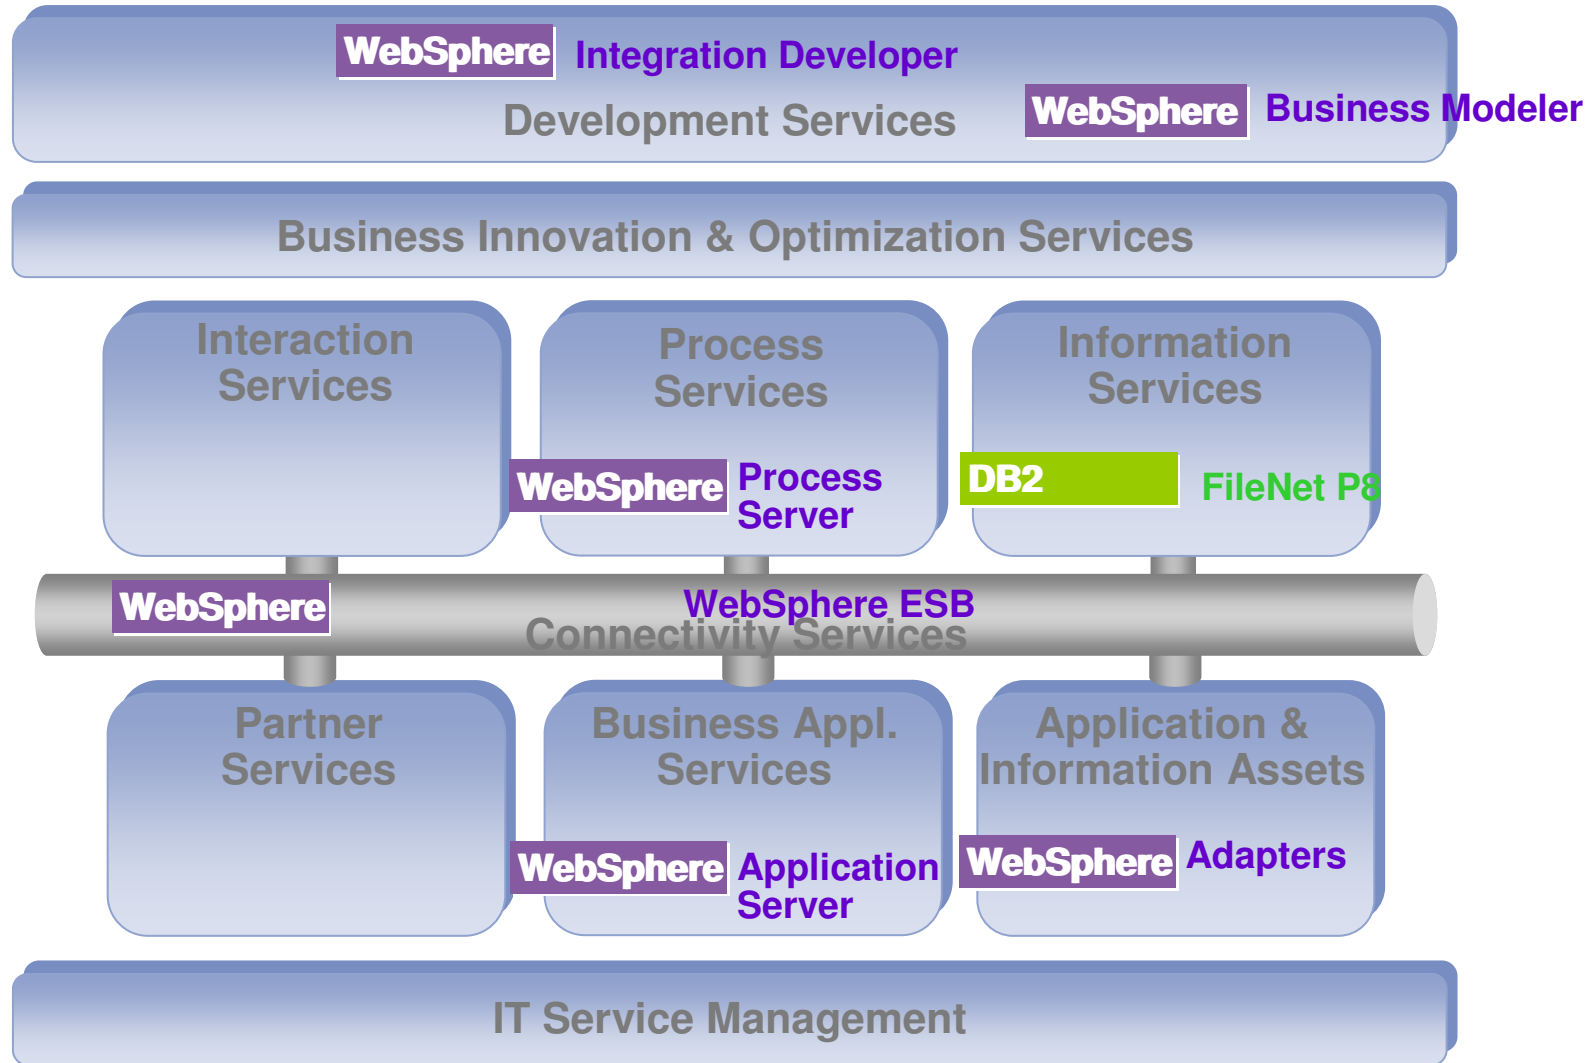 WebSphere Integration Developer
Development Services
WebSphere Business Modeler
Business Innovation & Optimization Services
Interaction
Services
Process
Services
WebSphere Process
Server
Information
Services
DB2 FileNet P8
WebSphere WebSphere ESB
Connectivity Services
Partner
Services
Business Appl.
Services
WebSphere Application
Server
Application &
Information Assets
WebSphere Adapters
IT Service Management